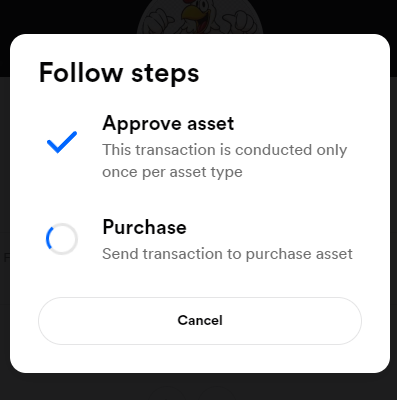 Follow steps
Approve asset
This transaction is conducted only
once per asset type
Purchase
Send transaction to purchase asset
Cancel